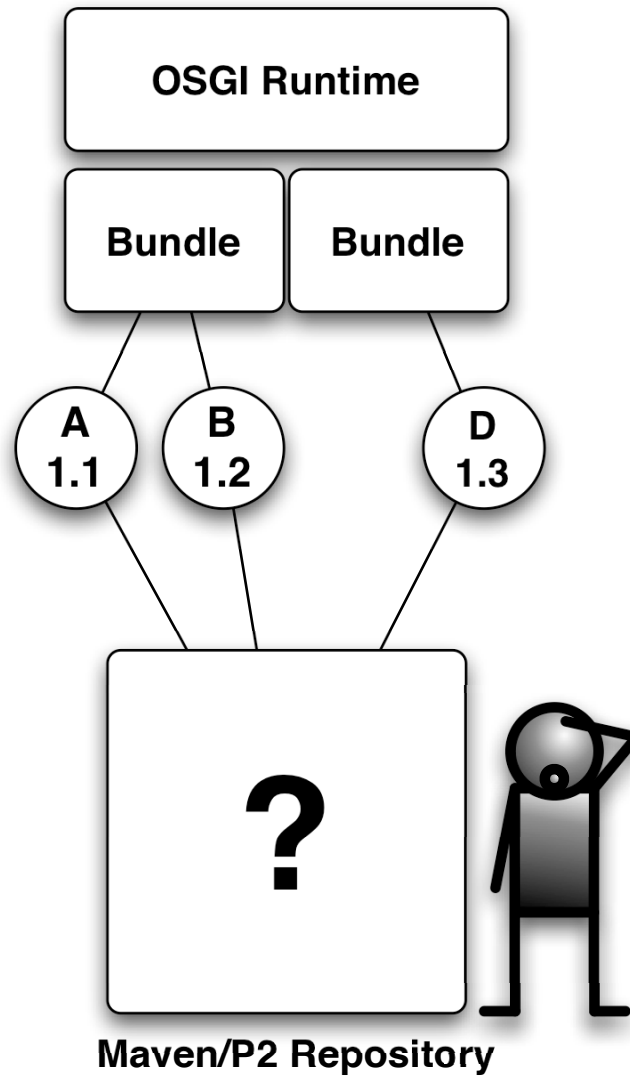 OSGI Runtime
Bundle
Bundle
A
1.1
B
1.2
D
1.3
?
Maven/P2 Repository